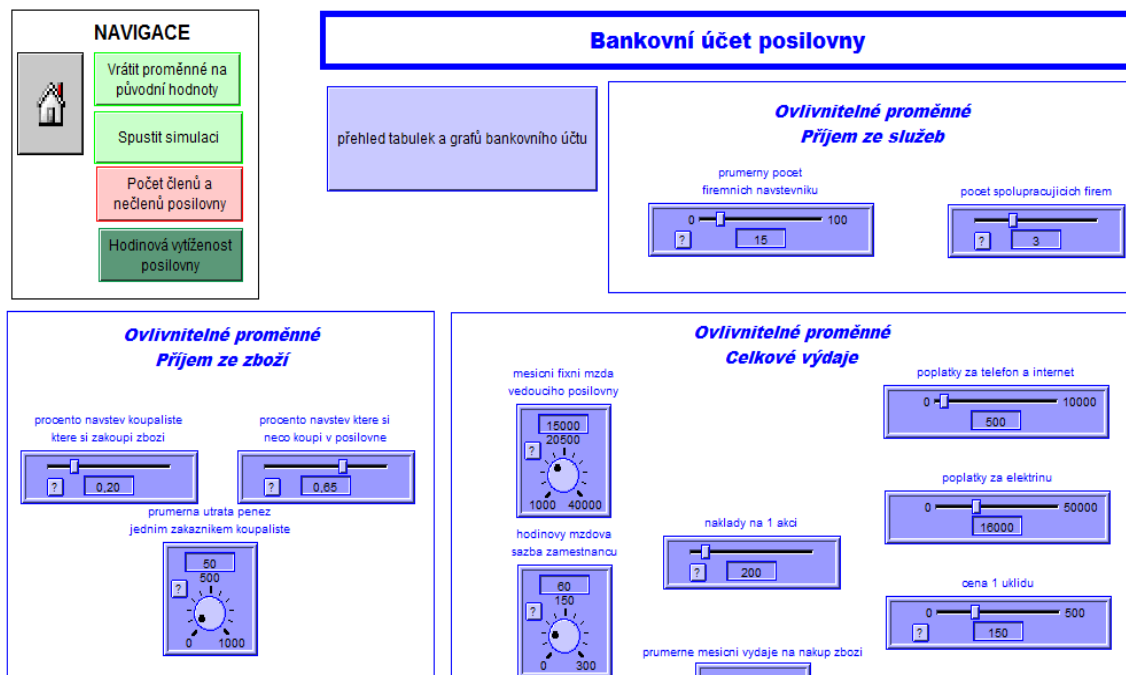 NAVIGACE
Vrátit proměnné na
původní hodnoty
Spustit simulaci
Počet členů a
nečlenů posilovny
Hodinová vytíženost
posilovny
Bankovní účet posilovny
přehled tabulek a grafů bankovního účtu
Ovlivnitelné proměnné
Příjem ze služeb
prumerny pocet
firemnich navstevniku
0 100
? 15
pocet spolupracujicich firem
? 3
Ovlivnitelné proměnné
Příjem ze zboží
procento navstev koupaliste
ktere si zakoupi zbozi
? 0,20
procento navstev ktere si
neco koupi v posilovne
? 0,65
prumerna utrata penez
jednim zakaznikem koupaliste
50
500
?
0 1000
Ovlivnitelné proměnné
Celkové výdaje
mesicni fixni mzda
vedouciho posilovny
15000
20500
?
1000 40000
hodinovy mzdova
sazba zamestnancu
60
150
?
0 300
naklady na 1 akci
? 200
prumerne mesicni vydaje na nakup zbozi
poplatky za telefon a internet
0 10000
500
poplatky za elektrinu
0 50000
16000
cena 1 uklidu
0 500
? 150